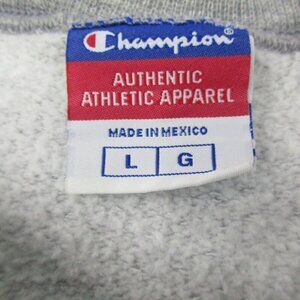 Champion®
AUTHENTIC
ATHLETIC APPAREL
MADE IN MEXICO
L G